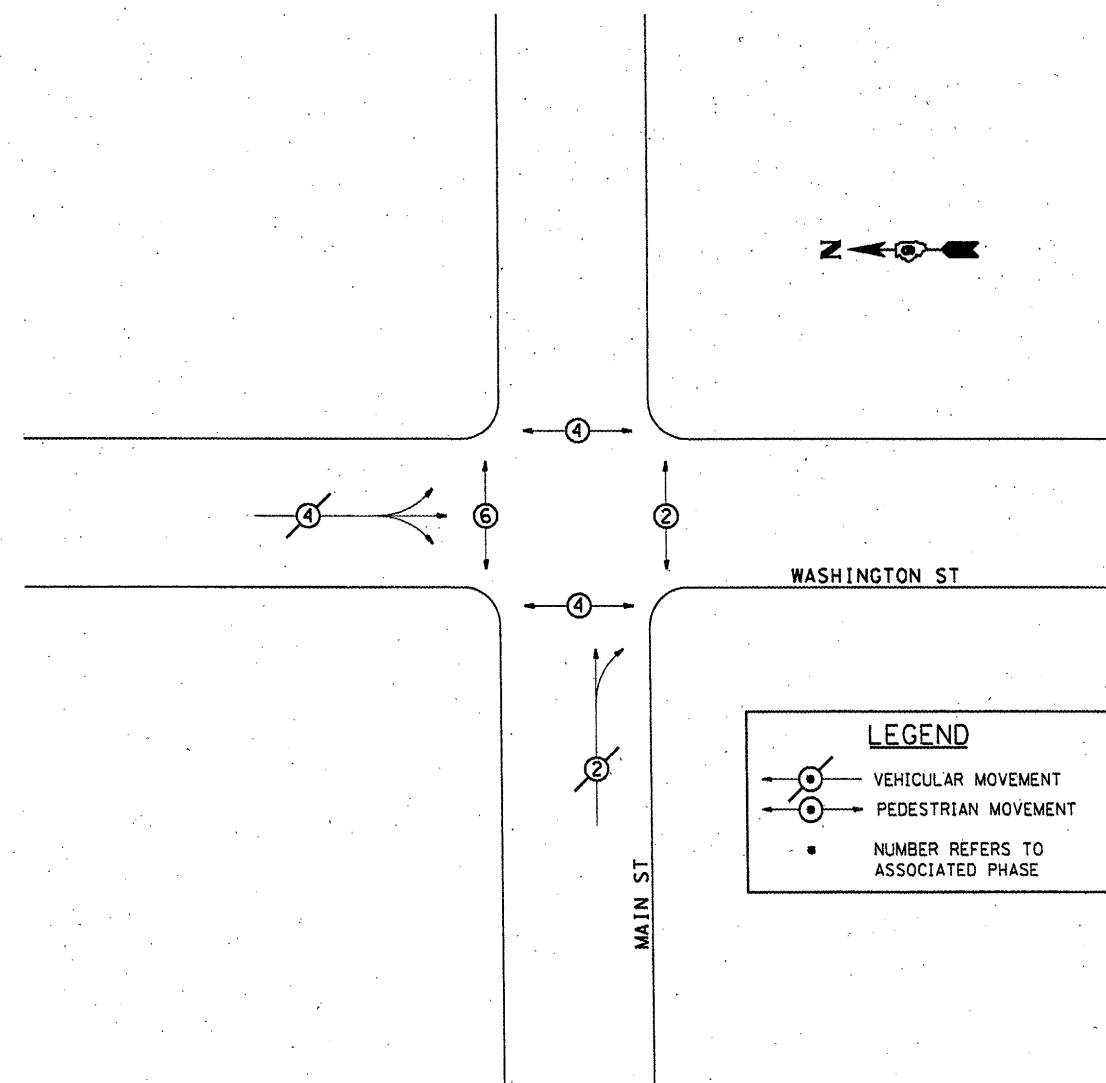 N
4
4
6
2
WASHINGTON ST
4
2
MAIN ST
LEGEND
VEHICULAR MOVEMENT
PEDESTRIAN MOVEMENT
NUMBER REFERS TO
ASSOCIATED PHASE